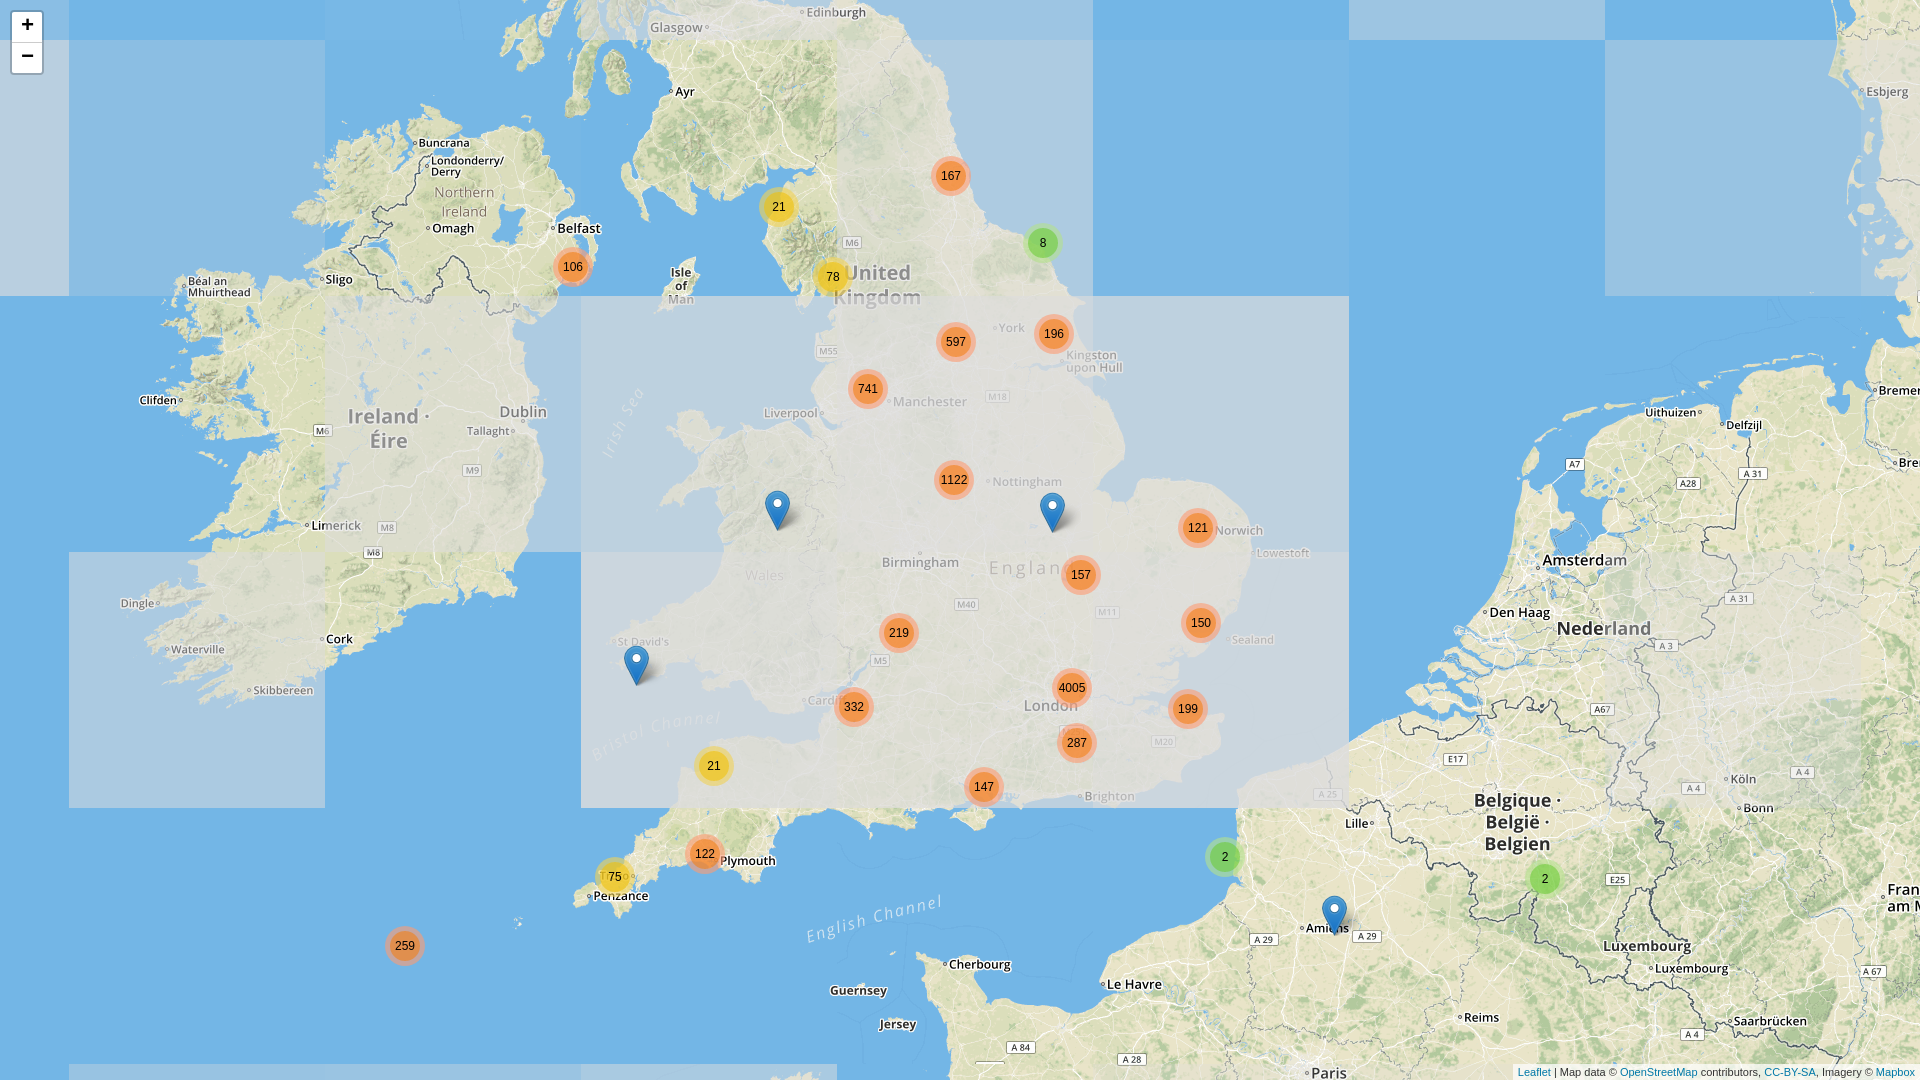 +
−
Glasgow
Edinburgh
Ayr
Esbjerg
Buncrana
Londonderry/
Derry
Northern
Ireland
Omagh
Belfast
167
21
8
M6
106
78
United
Kingdom
Isle
of
Man
Sligo
Béal an
Mhuirthead
York
196
597
M55
Kingston
upon Hull
741
Manchester
M18
Liverpool
Irish Sea
Clifden
Ireland ·
Éire
Dublin
Tallaght
M6
M9
Uithuizen
Delfzijl
A7
A 31
A28
1122
Nottingham
Limerick
M8
M8
121
Norwich
Lowestoft
Birmingham
Englan
157
Wales
Amsterdam
Dingle
M40
M11
A 31
Den Haag
Nederland
219
150
Sealand
Cork
St David's
Waterville
M5
A 3
Skibbereen
4005
London
199
332
Cardiff
A67
Bristol Channel
287
M20
E17
21
147
Brighton
A 25
Köln
A 4
A 4
Bonn
Belgique ·
België ·
Belgien
Lille
122
Plymouth
75
Penzance
2
2
E25
English Channel
Amiens
A 29
A 29
259
Luxembourg
Luxembourg
A 67
Cherbourg
Le Havre
Guernsey
Jersey
Reims
Saarbrücken
A 84
A 28
A 4
Paris
Leaflet | Map data © OpenStreetMap contributors, CC-BY-SA, Imagery © Mapbox